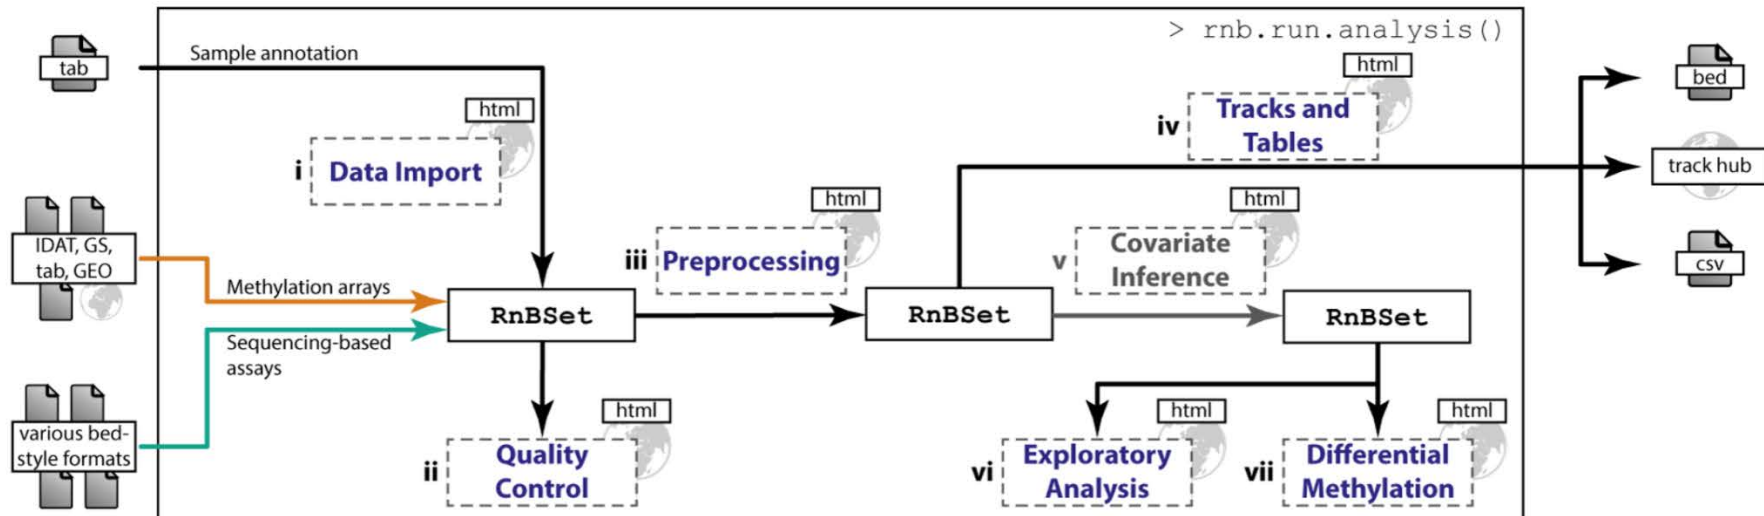 > rnb.run.analysis()
tab
Sample annotation
html
i
Data Import
html
iv
Tracks and
Tables
bed
track hub
csv
IDAT, GS,
tab, GEO
Methylation arrays
Sequencing-based
assays
various bed-
style formats
RnBSet
html
iii
Preprocessing
RnBSet
html
v
Covariate
Inference
RnBSet
html
ii
Quality
Control
html
vi
Exploratory
Analysis
html
vii
Differential
Methylation